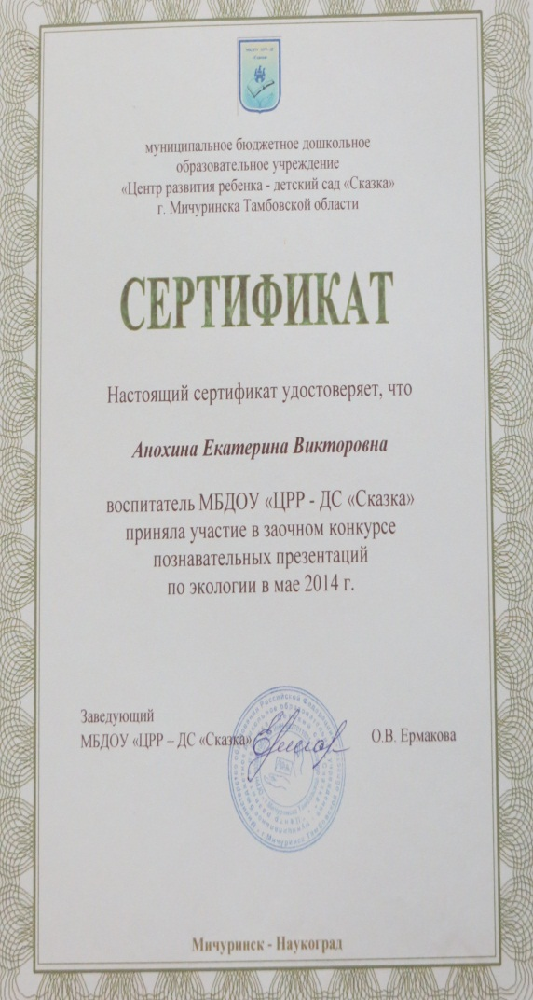 муниципальное бюджетное дошкольное
образовательное учреждение
«Центр развития ребенка - детский сад «Сказка»
г. Мичуринска Тамбовской области
СЕРТИФИКАТ
Настоящий сертификат удостоверяет, что
Анохина Екатерина Викторовна
воспитатель МБДОУ «ЦРР - ДС «Сказка»
приняла участие в заочном конкурсе
познавательных презентаций
по экологии в мае 2014 г.
Заведующий
МБДОУ «ЦРР – ДС «Сказка»
О.В. Ермакова
Мичуринск - Наукоград